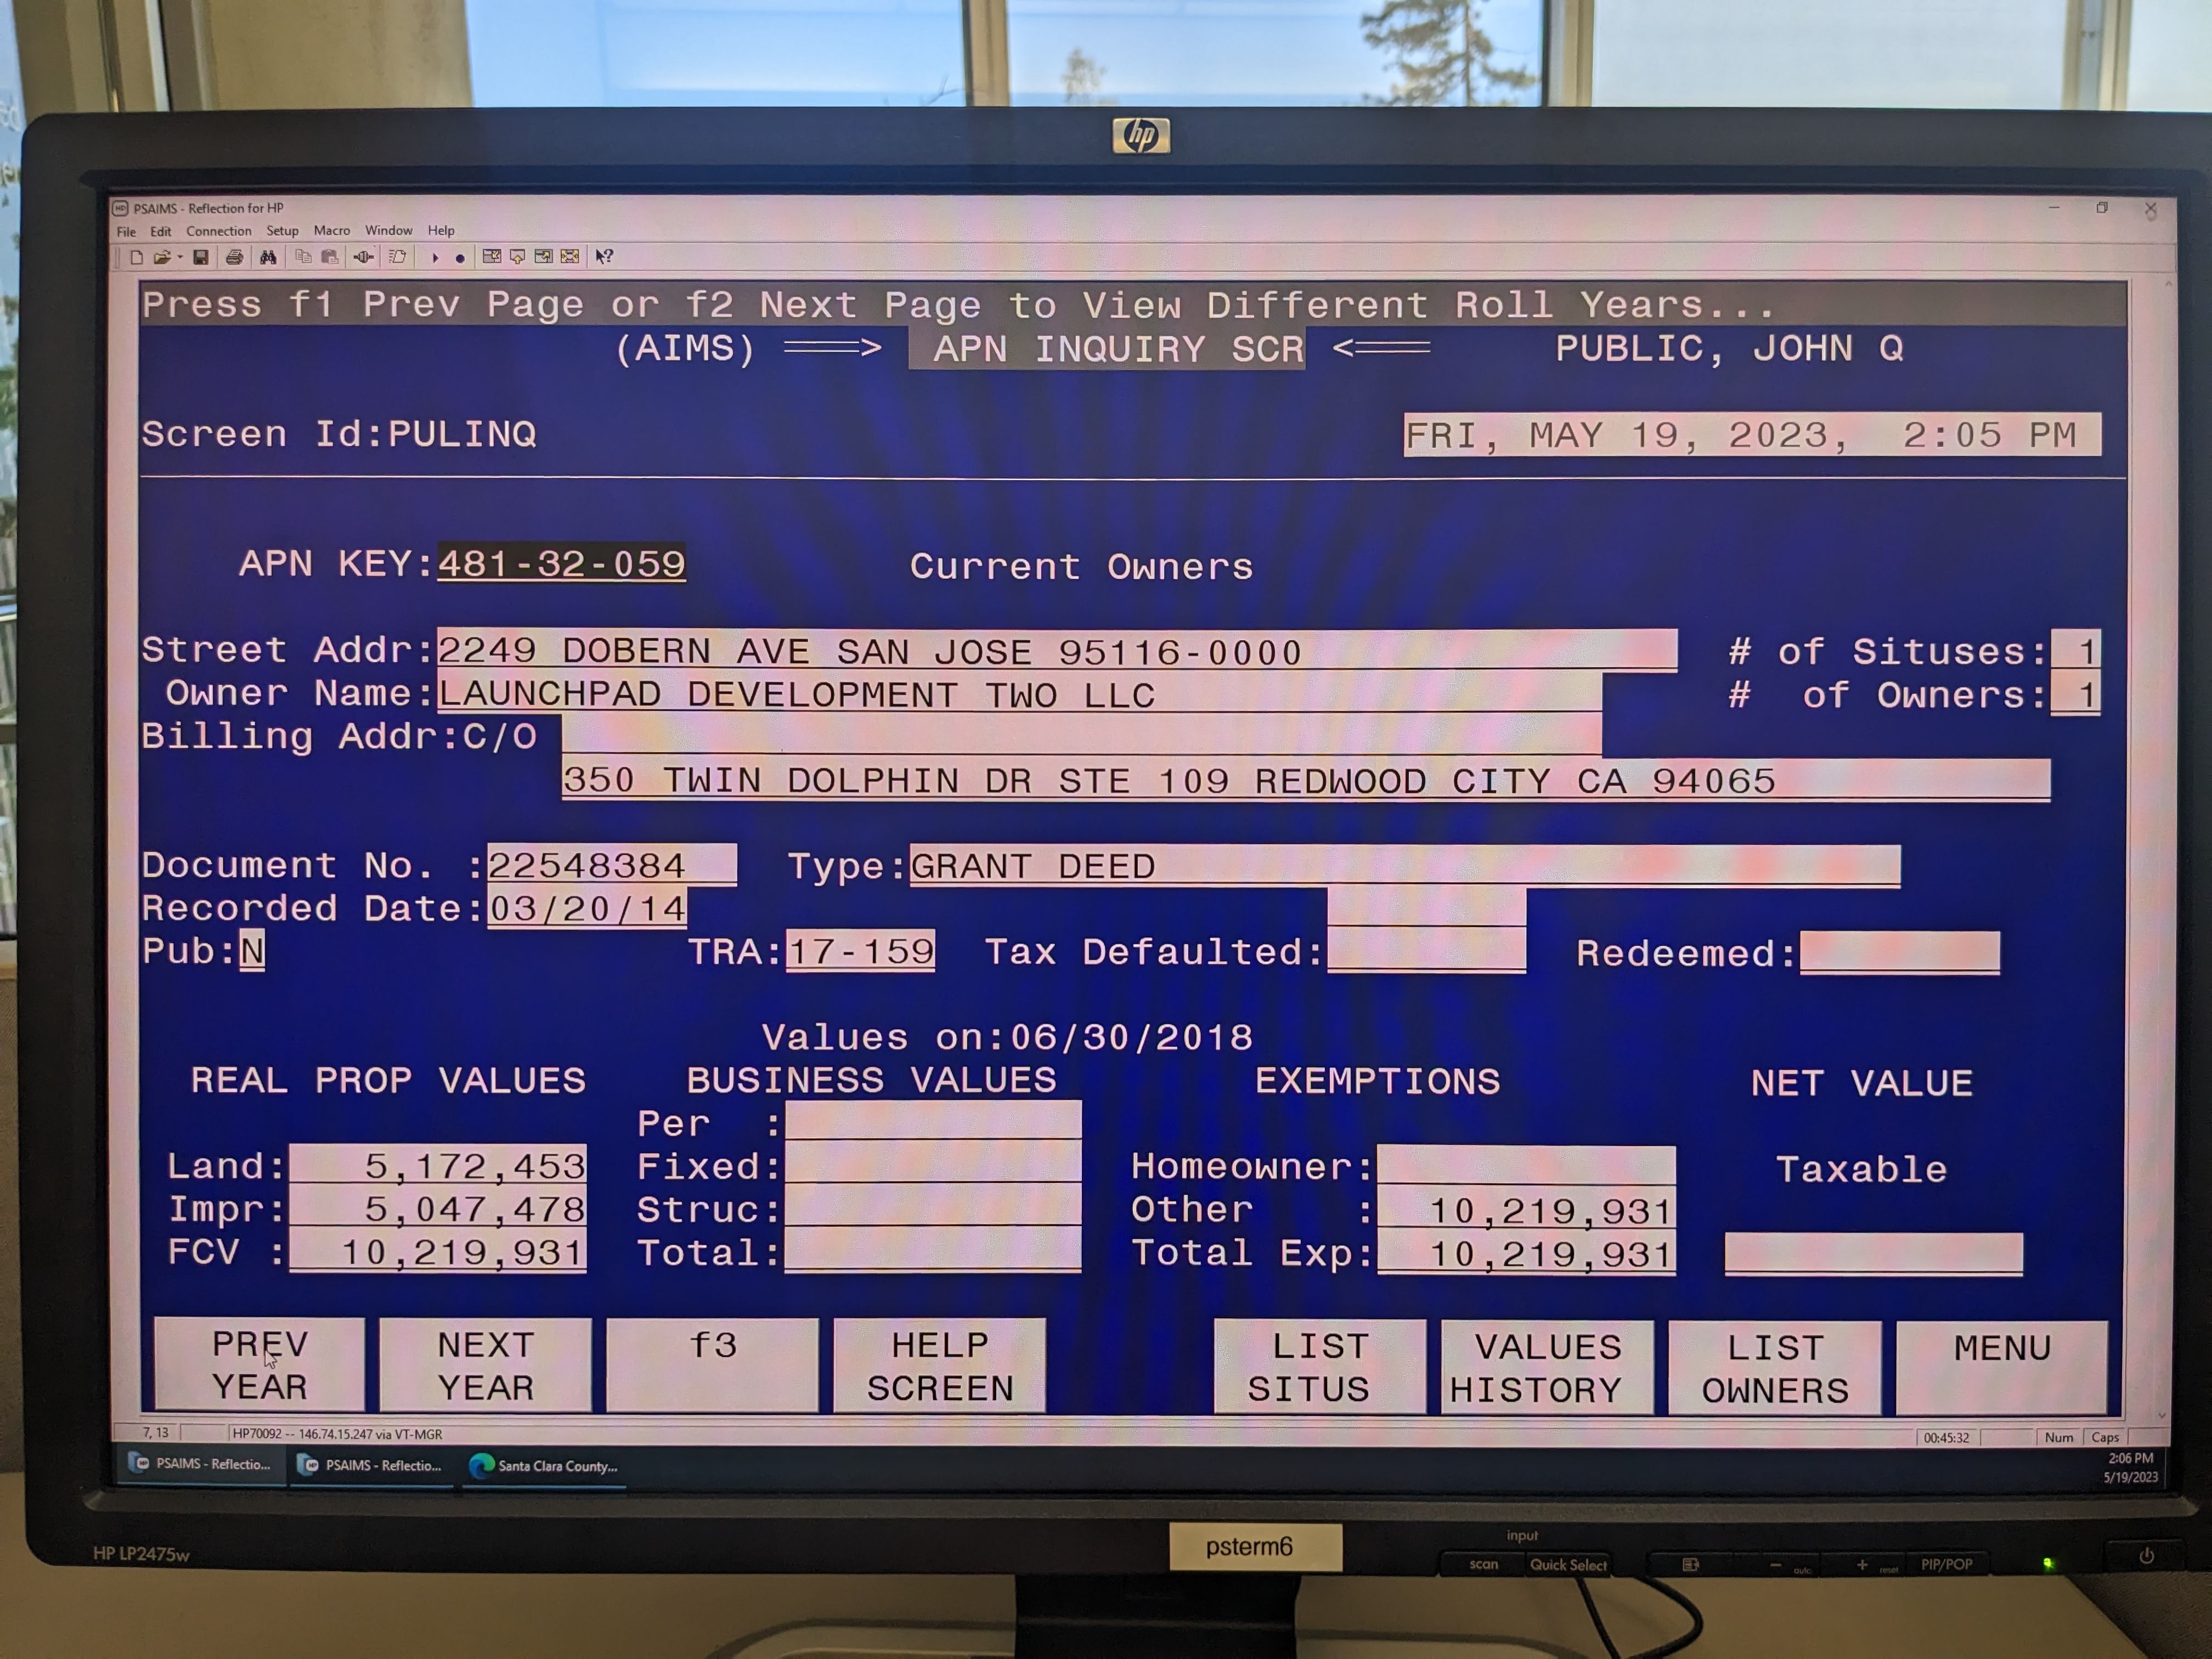 hp
PSAIMS - Reflection for HP
File Edit Connection Setup Macro Window Help
Press f1 Prev Page or f2 Next Page to View Different Roll Years...
(AIMS) ===> APN INQUIRY SCR <=== PUBLIC, JOHN Q
Screen Id:PULINQ FRI, MAY 19, 2023, 2:05 PM
APN KEY:481-32-059 Current Owners
Street Addr:2249 DOBERN AVE SAN JOSE 95116-0000 # of Situses: 1
Owner Name:LAUNCHPAD DEVELOPMENT TWO LLC # of Owners: 1
Billing Addr:C/O
350 TWIN DOLPHIN DR STE 109 REDWOOD CITY CA 94065
Document No. :22548384 Type:GRANT DEED
Recorded Date:03/20/14
Pub:N TRA:17-159 Tax Defaulted: Redeemed:
Values on:06/30/2018
REAL PROP VALUES BUSINESS VALUES EXEMPTIONS NET VALUE
Per :
Land: 5,172,453 Fixed: Homeowner: Taxable
Impr: 5,047,478 Struc: Other : 10,219,931
FCV : 10,219,931 Total: Total Exp: 10,219,931
PREV YEAR NEXT YEAR f3 HELP SCREEN LIST SITUS VALUES HISTORY LIST OWNERS MENU
7, 13 HP70092 -- 146.74.15.247 via VT-MGR 00:45:32 Num Caps
PSAIMS - Reflectio... PSAIMS - Reflectio... Santa Clara County... 2:06 PM
5/19/2023
HP LP2475w psterm6 input
scan Quick Select - auto + reset PIP/POP